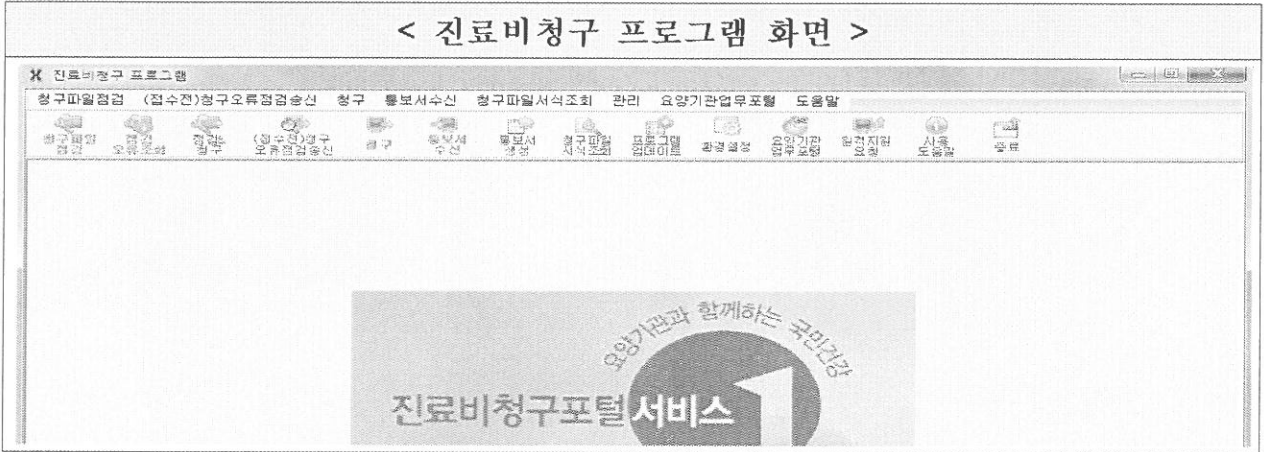 < 진료비청구 프로그램 화면 >
진료비청구 프로그램
청구파일점검 (접수전)청구오류점검송신 청구 통보서수신 청구파일서식조회 관리 요양기관업무포털 도움말
청구파일 점검 (접수전)청구 통보서 통보서 청구파일 프로그램 요양기관 원격지원 사용
오류점검송신 청구 수신 생성 서식조회 업데이트 환경설정 업무포털 요청 도움말 종료
요양기관과 함께하는 국민건강
진료비청구포털 서비스 1